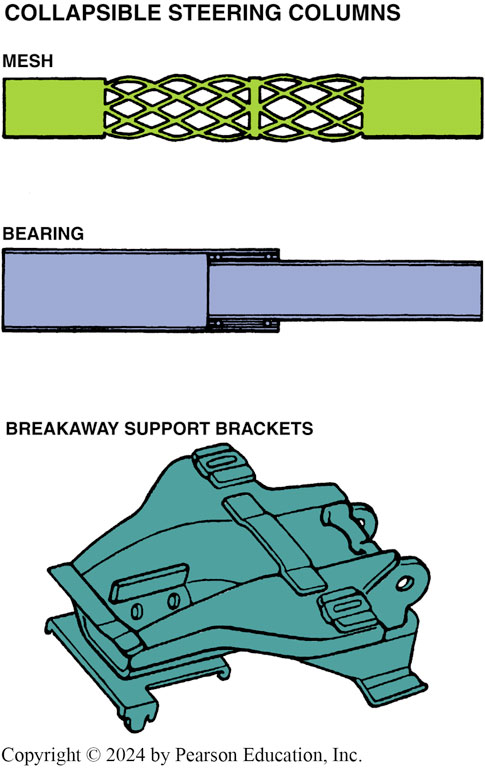 COLLAPSIBLE STEERING COLUMNS
MESH
BEARING
BREAKAWAY SUPPORT BRACKETS
Copyright © 2024 by Pearson Education, Inc.